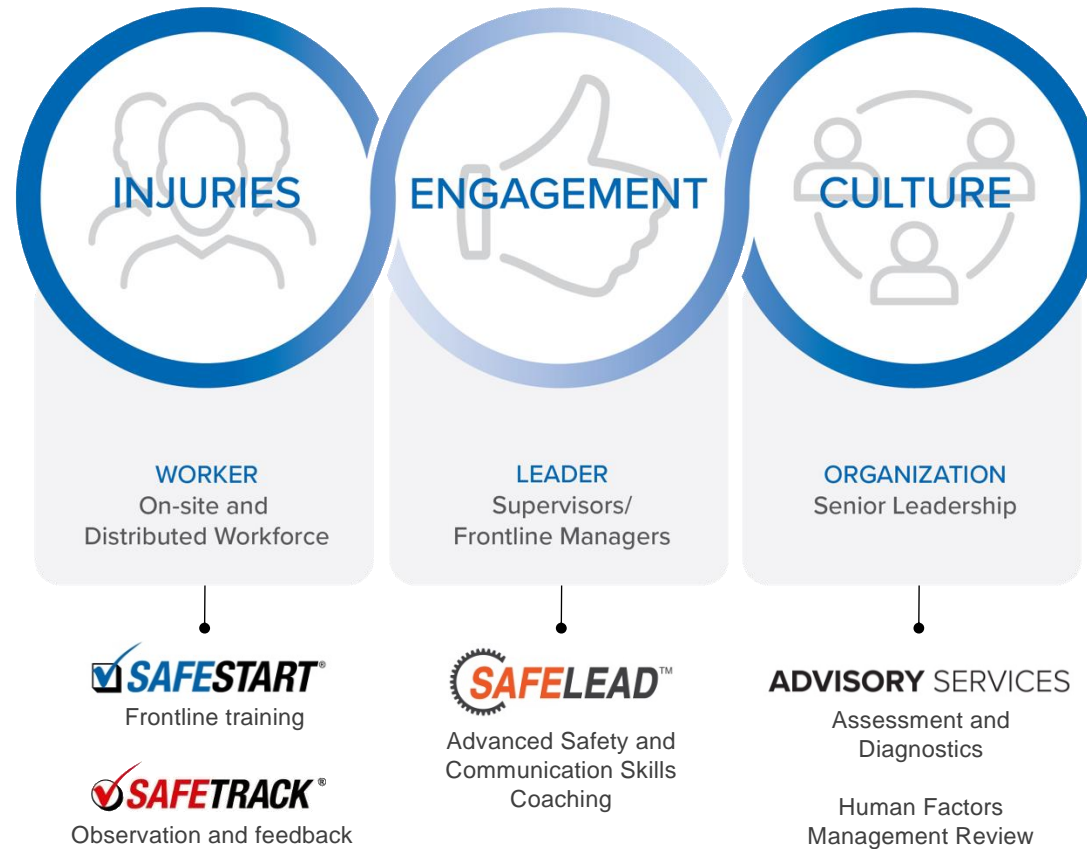 INJURIES
ENGAGEMENT
CULTURE
WORKER
On-site and
Distributed Workforce
LEADER
Supervisors/
Frontline Managers
ORGANIZATION
Senior Leadership
SAFESTART®
Frontline training
SAFETRACK®
Observation and feedback
SAFELEAD™
Advanced Safety and
Communication Skills
Coaching
ADVISORY SERVICES
Assessment and
Diagnostics
Human Factors
Management Review